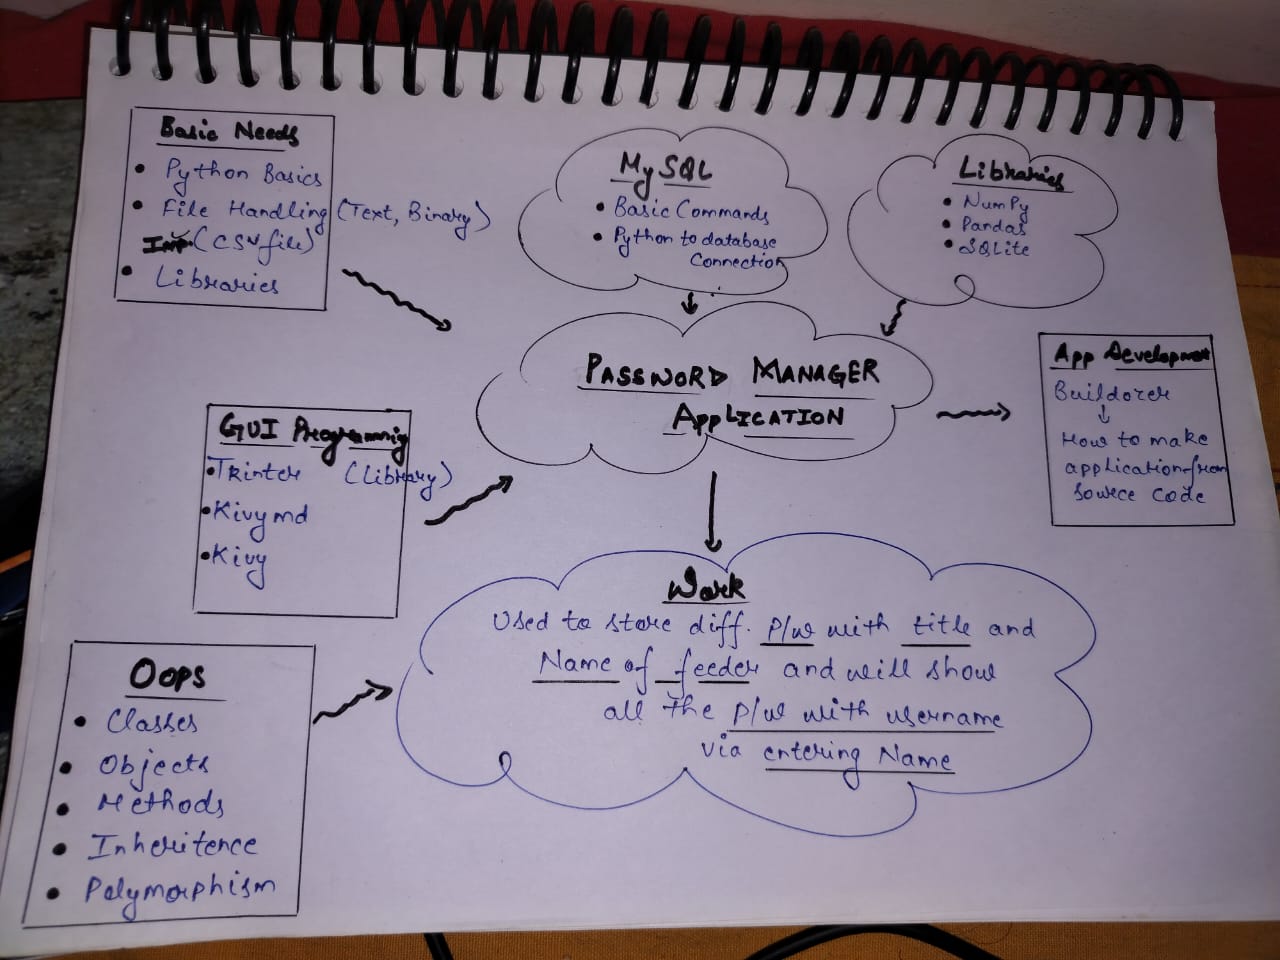 Basic Needs
• Python Basics
• File Handling (Text, Binary)
Imp. (CSV file)
• Libraries
MySQL
• Basic Commands
• Python to database
Connection
Libraries
• NumPy
• Pandas
• SQLite
PASSWORD MANAGER
APPLICATION
App Development
Buildozer
↓
How to make
application from
source code
GUI Programming
• Tkinter (Library)
• Kivymd
• Kivy
Work
Used to store diff. P/w with title and
Name of feeder and will show
all the P/w with username
via entering Name
OOPS
• Classes
• Objects
• Methods
• Inheritence
• Polymorphism